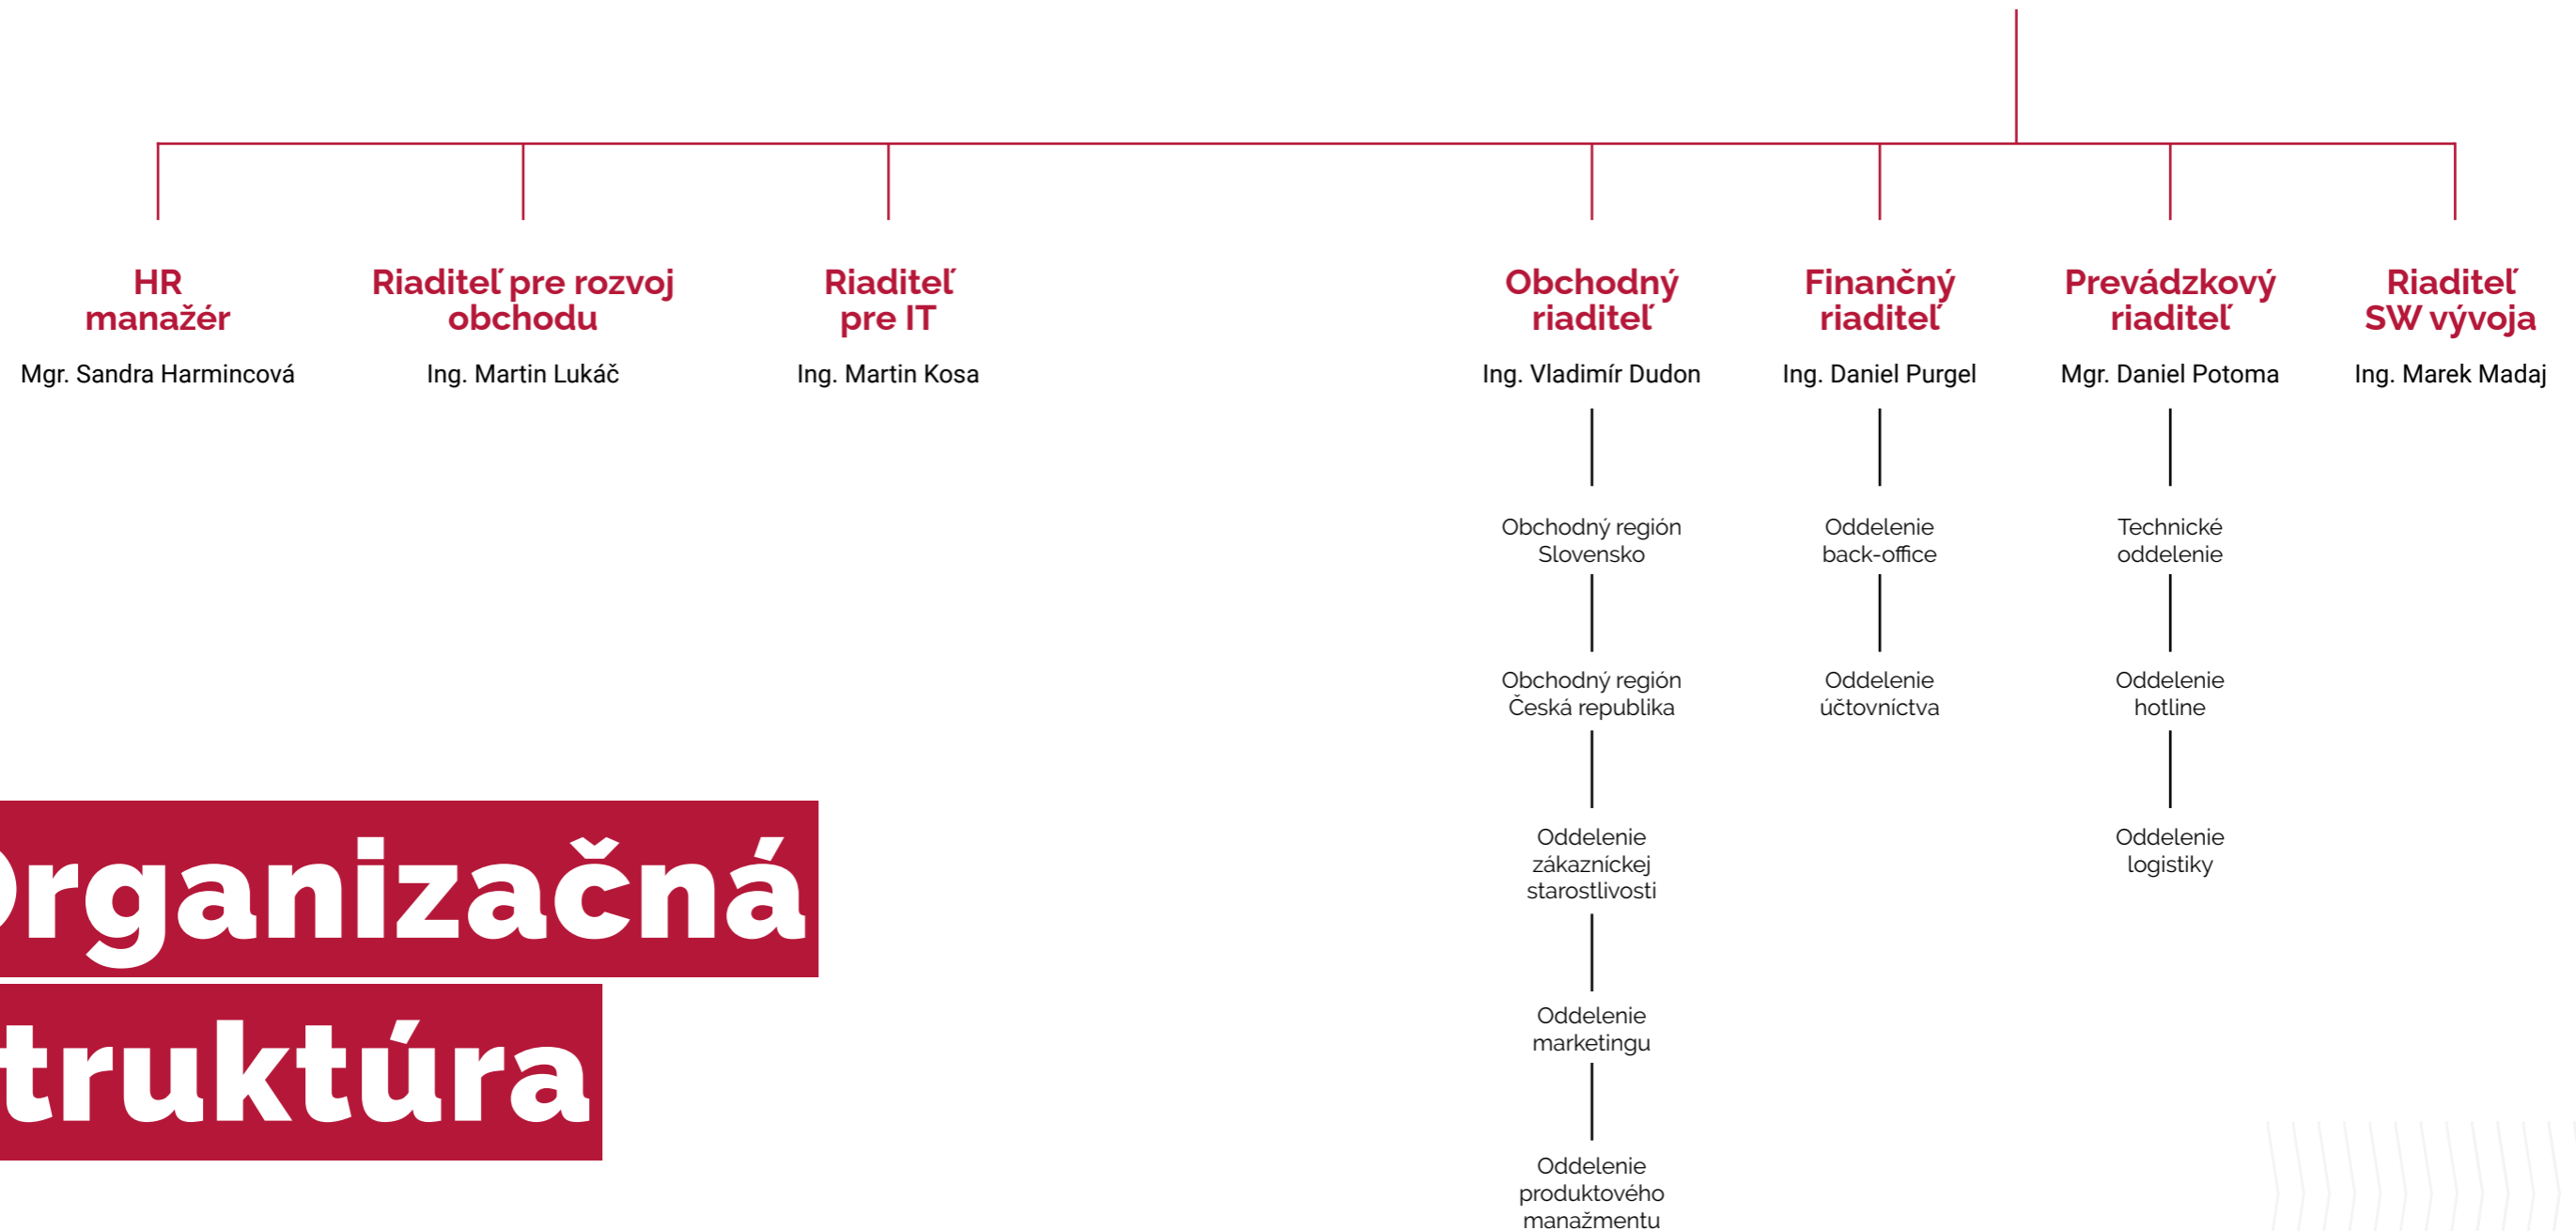 HR
manažér
Mgr. Sandra Harmincová
Riaditeľ pre rozvoj
obchodu
Ing. Martin Lukáč
Riaditeľ
pre IT
Ing. Martin Kosa
Obchodný
riaditeľ
Ing. Vladimír Dudon
Obchodný región
Slovensko
Obchodný región
Česká republika
Oddelenie
zákazníckej
starostlivosti
Oddelenie
marketingu
Oddelenie
produktového
manažmentu
Finančný
riaditeľ
Ing. Daniel Purgel
Oddelenie
back-office
Oddelenie
účtovníctva
Prevádzkový
riaditeľ
Mgr. Daniel Potoma
Technické
oddelenie
Oddelenie
hotline
Oddelenie
logistiky
Riaditeľ
SW vývoja
Ing. Marek Madaj
Organizačná
truktúra